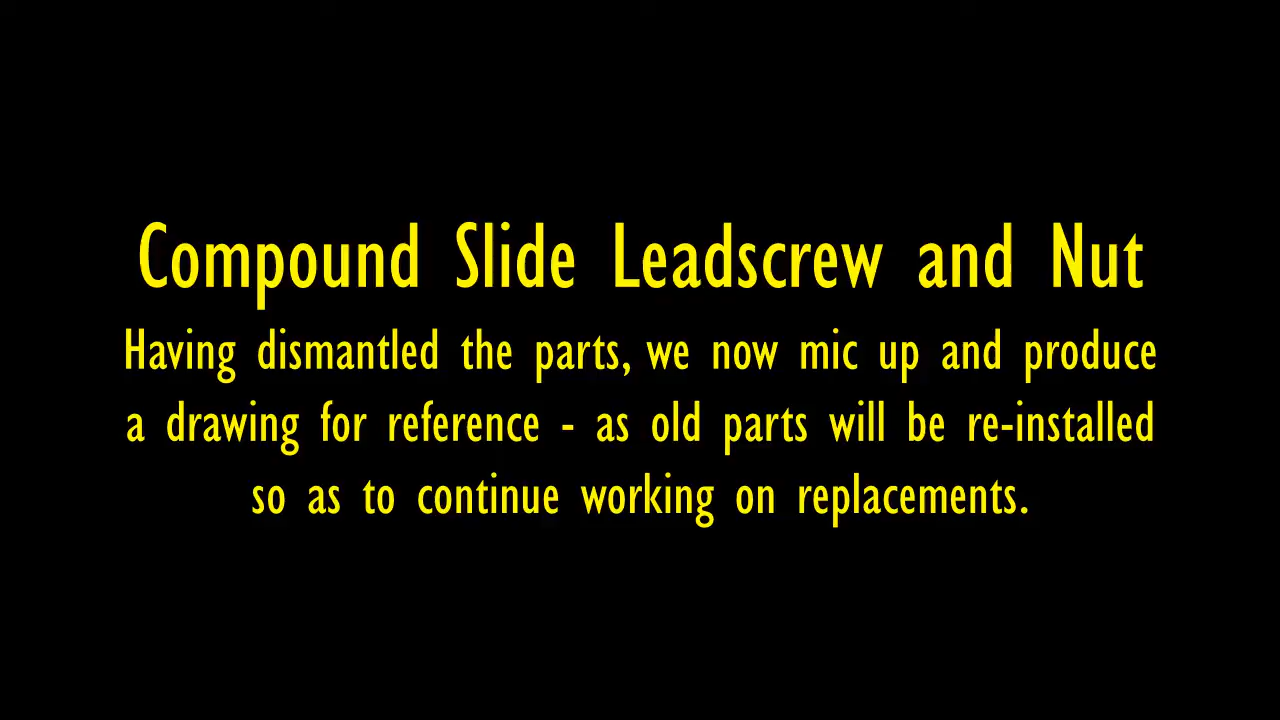 Compound Slide Leadscrew and Nut
Having dismantled the parts, we now mic up and produce
a drawing for reference - as old parts will be re-installed
so as to continue working on replacements.